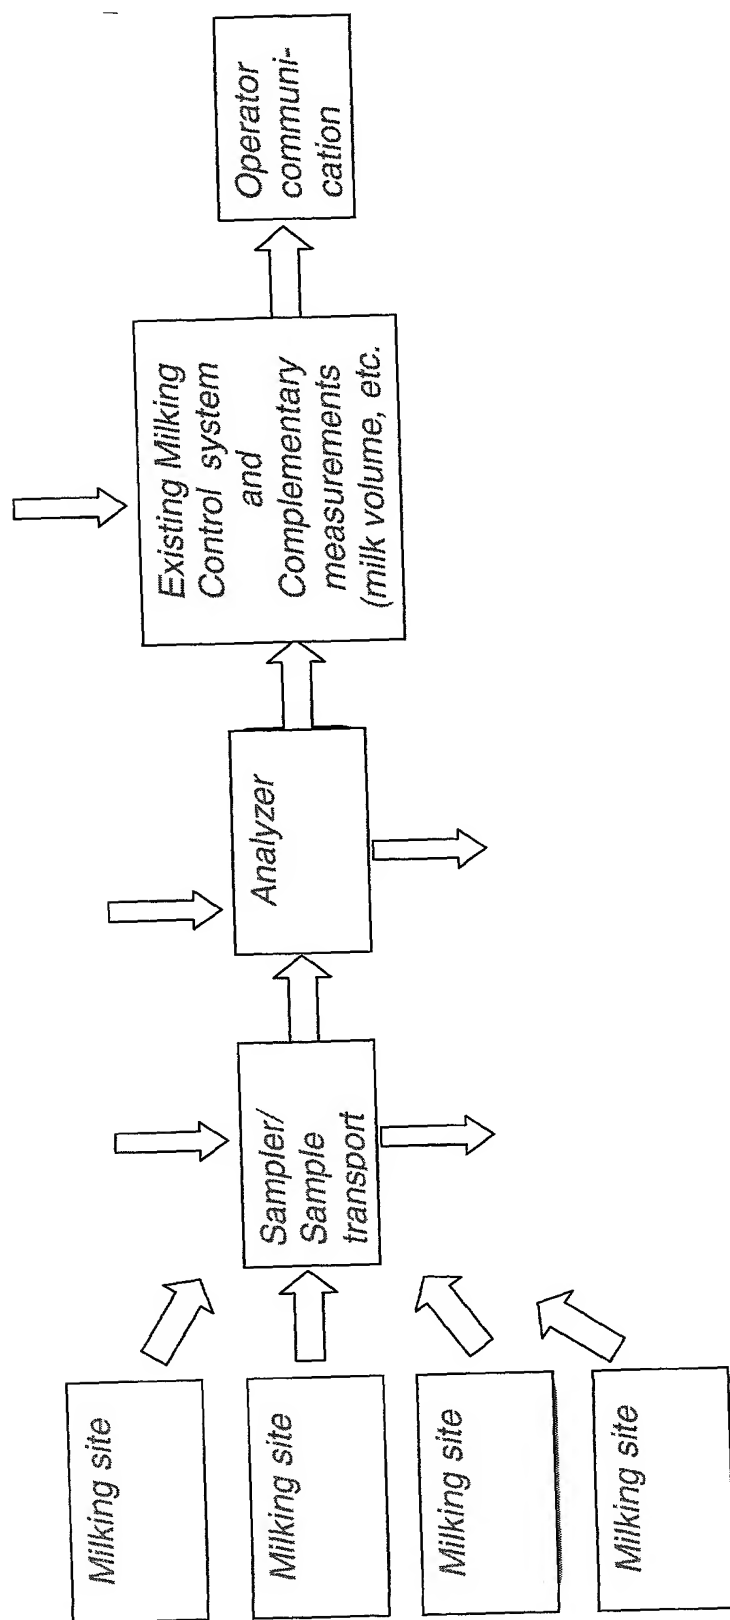 Milking site
Milking site
Milking site
Milking site
Sampler/
Sample
transport
Analyzer
Existing Milking
Control system
and
Complementary
measurements
(milk volume, etc.
Operator
communi-
cation